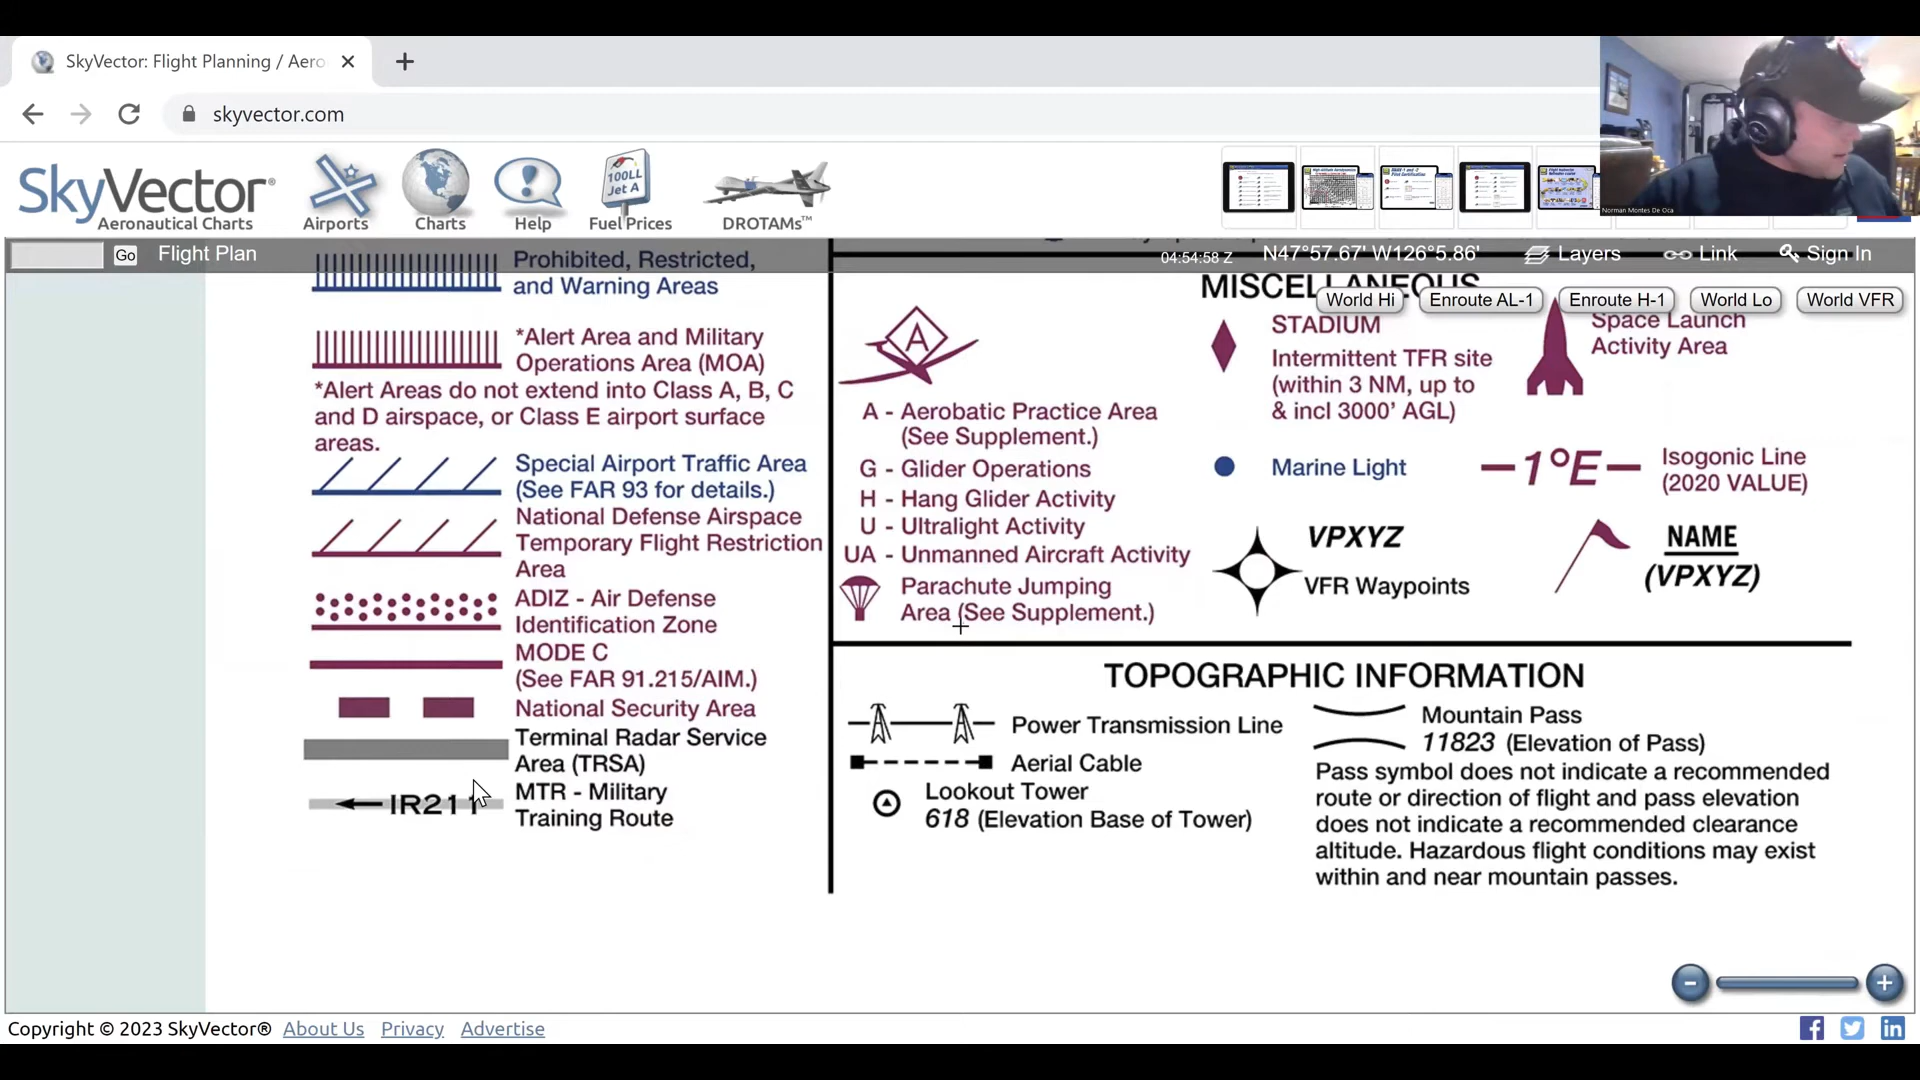 SkyVector: Flight Planning / Aero
skyvector.com
SkyVector®
Aeronautical Charts
Airports
Charts
Help
100LL
Jet A
Fuel Prices
DROTAMs™
Norman Montes De Oca
Go
Flight Plan
04:54:58 Z
N47°57.67' W126°5.86'
Layers
Link
Sign In
World Hi
Enroute AL-1
Enroute H-1
World Lo
World VFR
Prohibited, Restricted,
and Warning Areas
*Alert Area and Military
Operations Area (MOA)
*Alert Areas do not extend into Class A, B, C
and D airspace, or Class E airport surface
areas.
Special Airport Traffic Area
(See FAR 93 for details.)
National Defense Airspace
Temporary Flight Restriction
Area
ADIZ - Air Defense
Identification Zone
MODE C
(See FAR 91.215/AIM.)
National Security Area
Terminal Radar Service
Area (TRSA)
IR211
MTR - Military
Training Route
A
A - Aerobatic Practice Area
(See Supplement.)
G - Glider Operations
H - Hang Glider Activity
U - Ultralight Activity
UA - Unmanned Aircraft Activity
Parachute Jumping
Area (See Supplement.)
MISCELLANEOUS
STADIUM
Intermittent TFR site
(within 3 NM, up to
& incl 3000' AGL)
Space Launch
Activity Area
Marine Light
1°E
Isogonic Line
(2020 VALUE)
VPXYZ
VFR Waypoints
NAME
(VPXYZ)
TOPOGRAPHIC INFORMATION
Power Transmission Line
Aerial Cable
Lookout Tower
618 (Elevation Base of Tower)
Mountain Pass
11823 (Elevation of Pass)
Pass symbol does not indicate a recommended
route or direction of flight and pass elevation
does not indicate a recommended clearance
altitude. Hazardous flight conditions may exist
within and near mountain passes.
Copyright © 2023 SkyVector® About Us Privacy Advertise